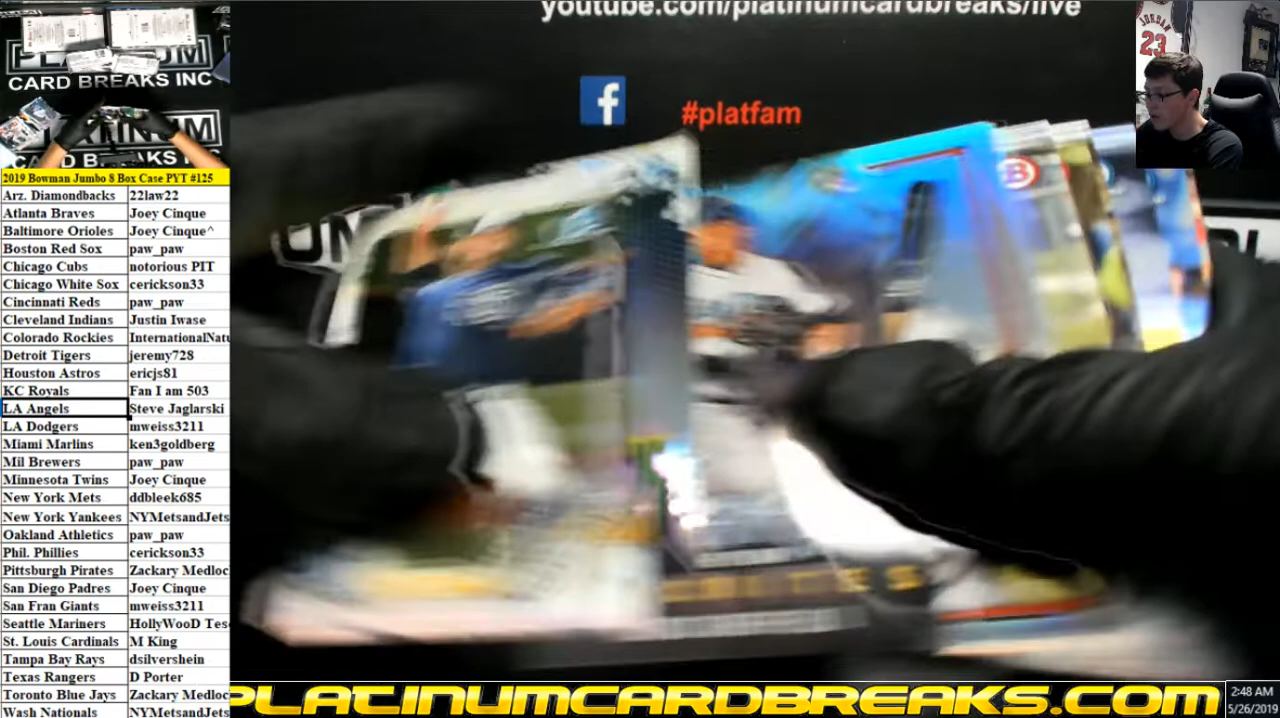 youtube.com/platinumcardbreaks/live
#platfam
JORDAN
23
CARD BREAKS INC
2019 Bowman Jumbo 8 Box Case PYT #125
Arz. Diamondbacks 22law22
Atlanta Braves Joey Cinque
Baltimore Orioles Joey Cinque^
Boston Red Sox paw_paw
Chicago Cubs notorious PIT
Chicago White Sox cerickson33
Cincinnati Reds paw_paw
Cleveland Indians Justin Iwase
Colorado Rockies InternationalNatu
Detroit Tigers jeremy728
Houston Astros ericjs81
KC Royals Fan I am 503
LA Angels Steve Jaglarski
LA Dodgers mweiss3211
Miami Marlins ken3goldberg
Mil Brewers paw_paw
Minnesota Twins Joey Cinque
New York Mets ddbleek685
New York Yankees NYMetsandJets
Oakland Athletics paw_paw
Phil. Phillies cerickson33
Pittsburgh Pirates Zackary Medloc
San Diego Padres Joey Cinque
San Fran Giants mweiss3211
Seattle Mariners HollyWooD Tes
St. Louis Cardinals M King
Tampa Bay Rays dsilvershein
Texas Rangers D Porter
Toronto Blue Jays Zackary Medloc
Wash Nationals NYMetsandJets
PLATINUMCARDBREAKS.COM
2:48 AM
5/26/2019